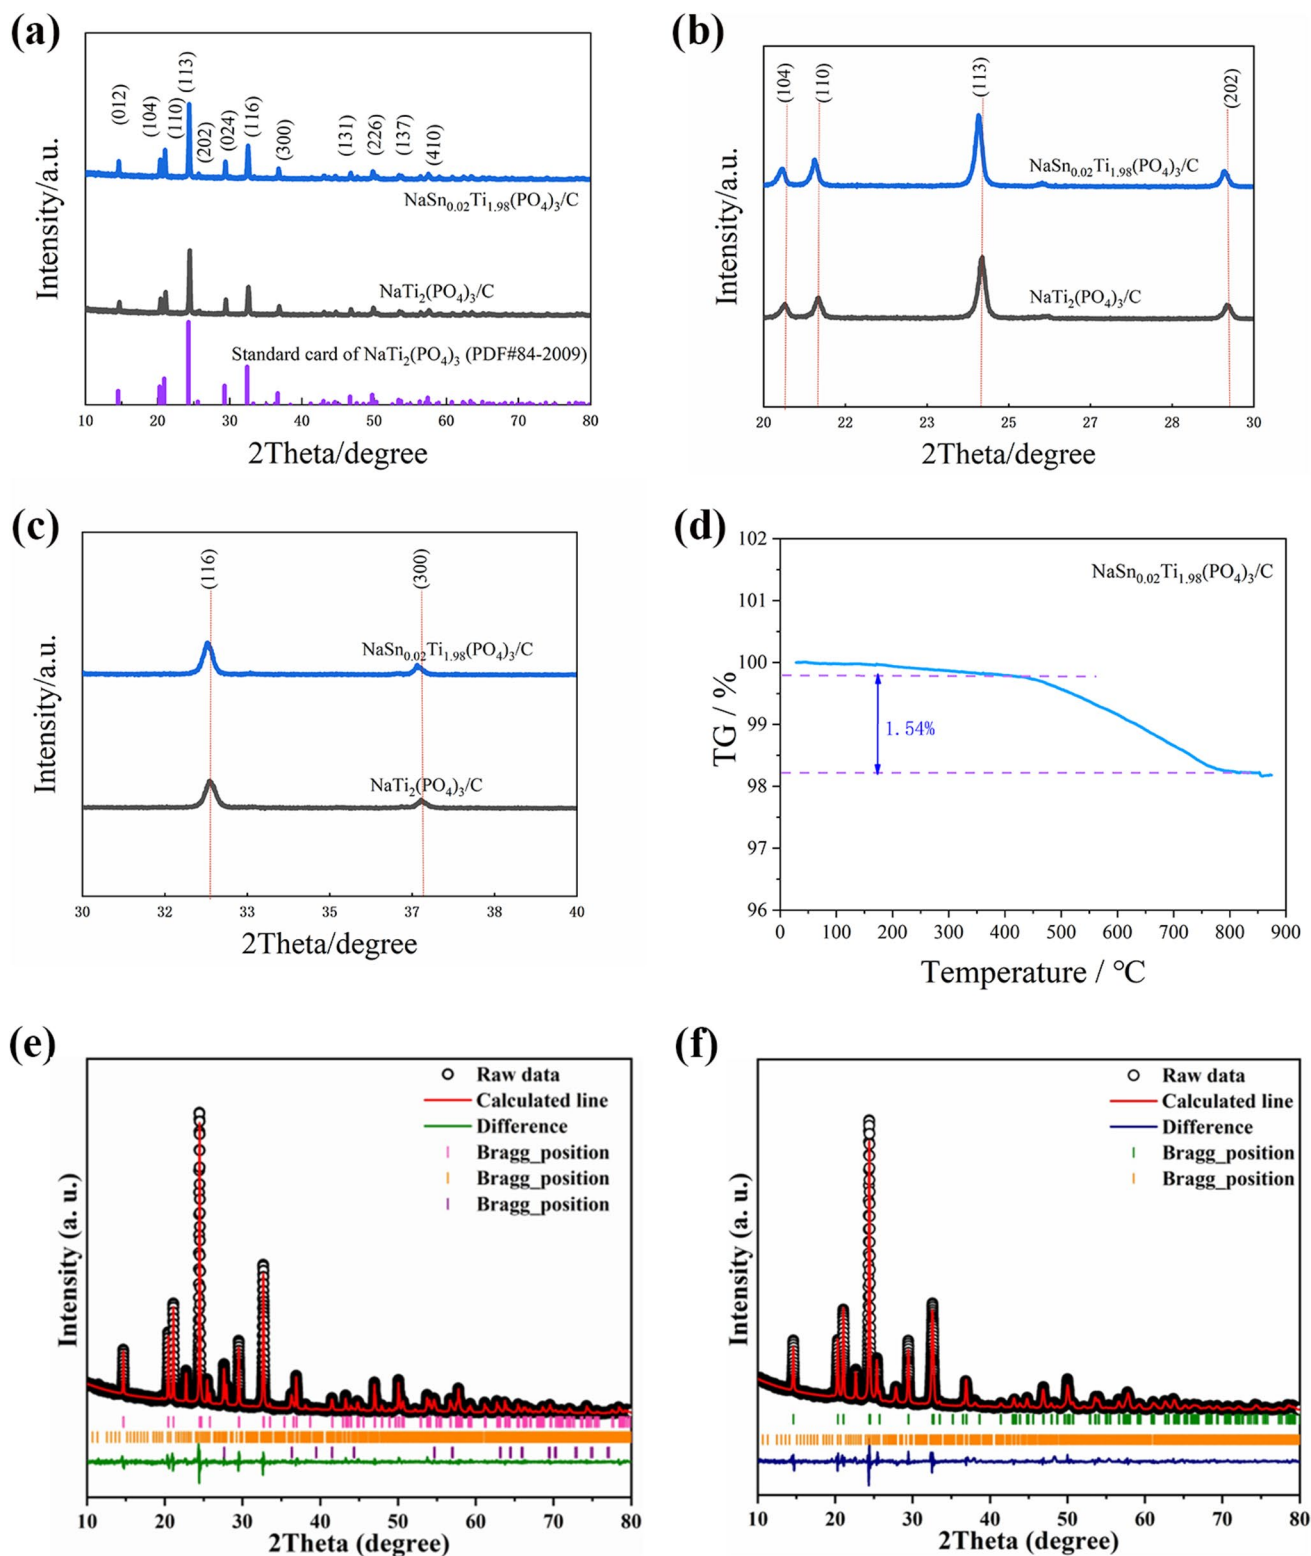 (a)
Intensity/a.u.
(012)
(104)
(110)
(113)
(202)
(024)
(116)
(300)
(131)
(226)
(137)
(410)
NaSn0.02Ti1.98(PO4)3/C
NaTi2(PO4)3/C
Standard card of NaTi2(PO4)3 (PDF#84-2009)
10 20 30 40 50 60 70 80
2Theta/degree
(b)
Intensity/a.u.
(104)
(110)
(113)
(202)
NaSn0.02Ti1.98(PO4)3/C
NaTi2(PO4)3/C
20 22 23 25 27 28 30
2Theta/degree
(c)
Intensity/a.u.
(116)
(300)
NaSn0.02Ti1.98(PO4)3/C
NaTi2(PO4)3/C
30 32 33 35 37 38 40
2Theta/degree
(d)
TG / %
102
101
100
99
98
97
96
NaSn0.02Ti1.98(PO4)3/C
1.54%
0 100 200 300 400 500 600 700 800 900
Temperature / °C
(e)
Intensity (a. u.)
Raw data
Calculated line
Difference
Bragg_position
Bragg_position
Bragg_position
10 20 30 40 50 60 70 80
2Theta (degree)
(f)
Intensity (a. u.)
Raw data
Calculated line
Difference
Bragg_position
Bragg_position
10 20 30 40 50 60 70 80
2Theta (degree)